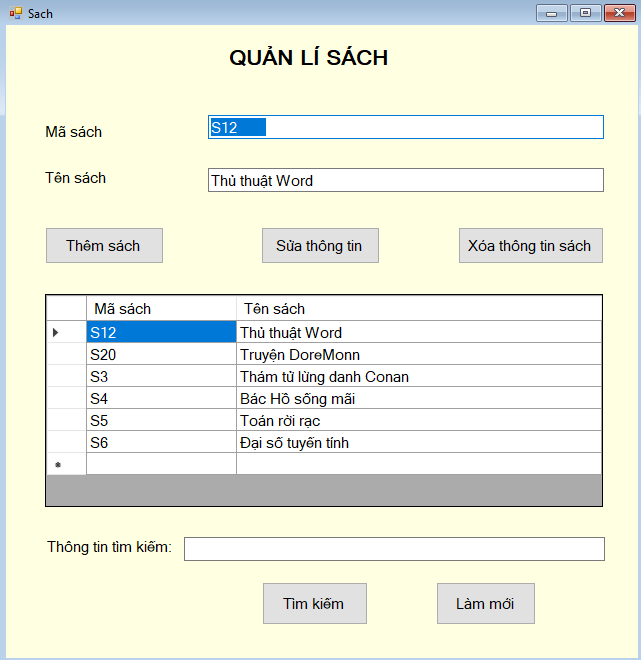 Sach
QUẢN LÍ SÁCH
Mã sách S12
Tên sách Thủ thuật Word
Thêm sách Sửa thông tin Xóa thông tin sách
Mã sách Tên sách
S12 Thủ thuật Word
S20 Truyện DoreMonn
S3 Thám tử lừng danh Conan
S4 Bác Hồ sống mãi
S5 Toán rời rạc
S6 Đại số tuyến tính
Thông tin tìm kiếm:
Tìm kiếm Làm mới